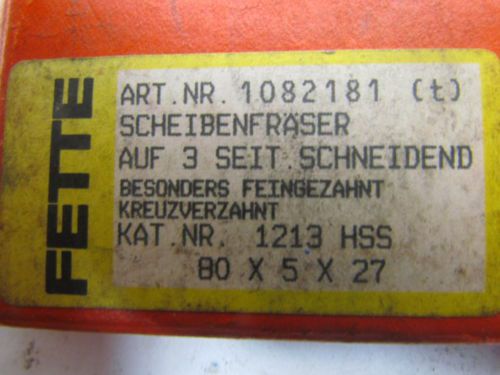 FETTE
ART.NR. 1082181 (t)
SCHEIBENFRÄSER
AUF 3 SEIT.SCHNEIDEND
BESONDERS FEINGEZAHNT
KREUZVERZAHNT
KAT.NR. 1213 HSS
80 X 5 X 27